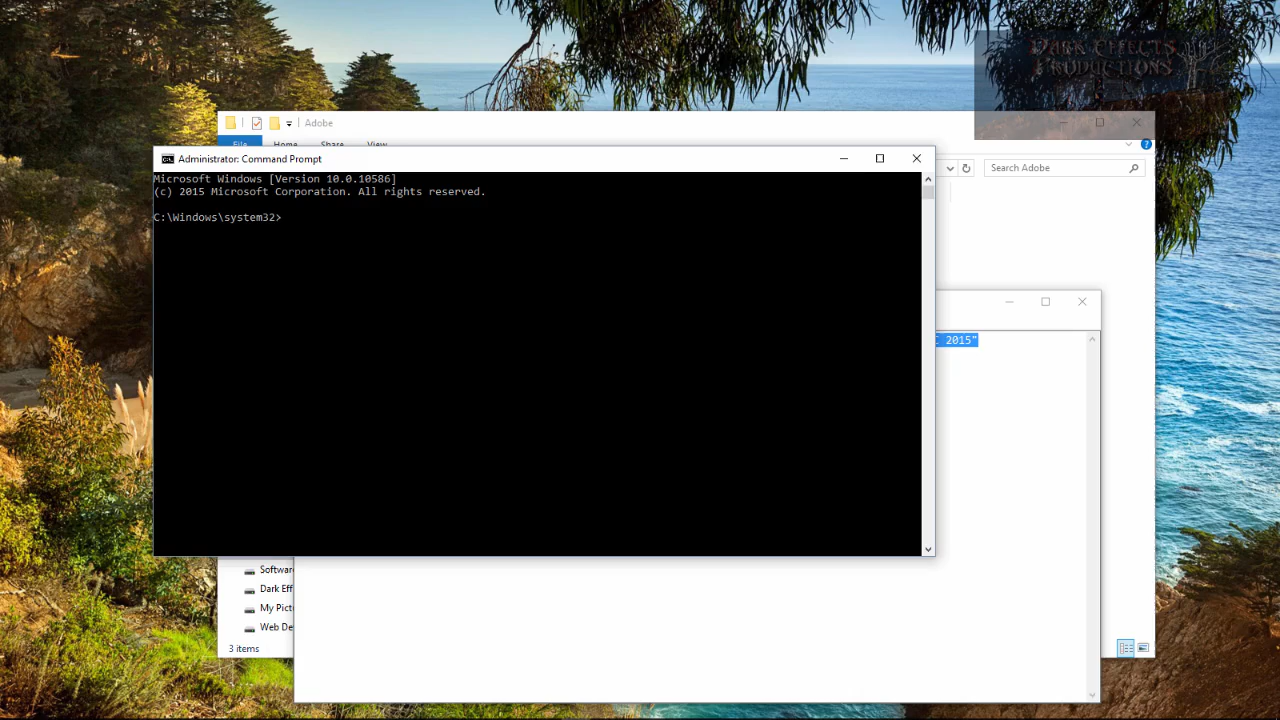 DARK EFFECTS
PRODUCTIONS
Adobe
File Home Share View
Administrator: Command Prompt
Search Adobe
Microsoft Windows [Version 10.0.10586]
(c) 2015 Microsoft Corporation. All rights reserved.
C:\Windows\system32>
2015"
Softwar
Dark Eff
My Pict
Web De
3 items